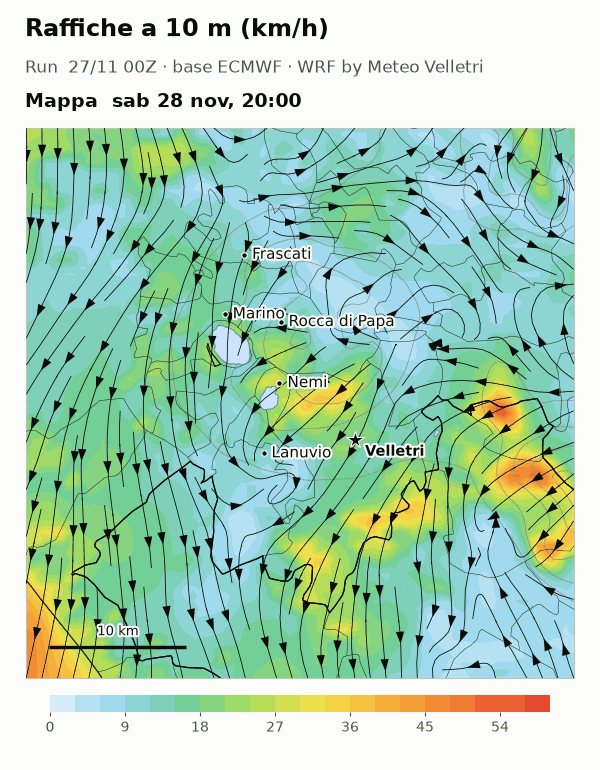 Raffiche a 10 m (km/h)
Run  27/11 00Z · base ECMWF · WRF by Meteo Velletri
Mappa  sab 28 nov, 20:00
Frascati
Marino
Rocca di Papa
Nemi
Velletri
Lanuvio
10 km
0 9 18 27 36 45 54